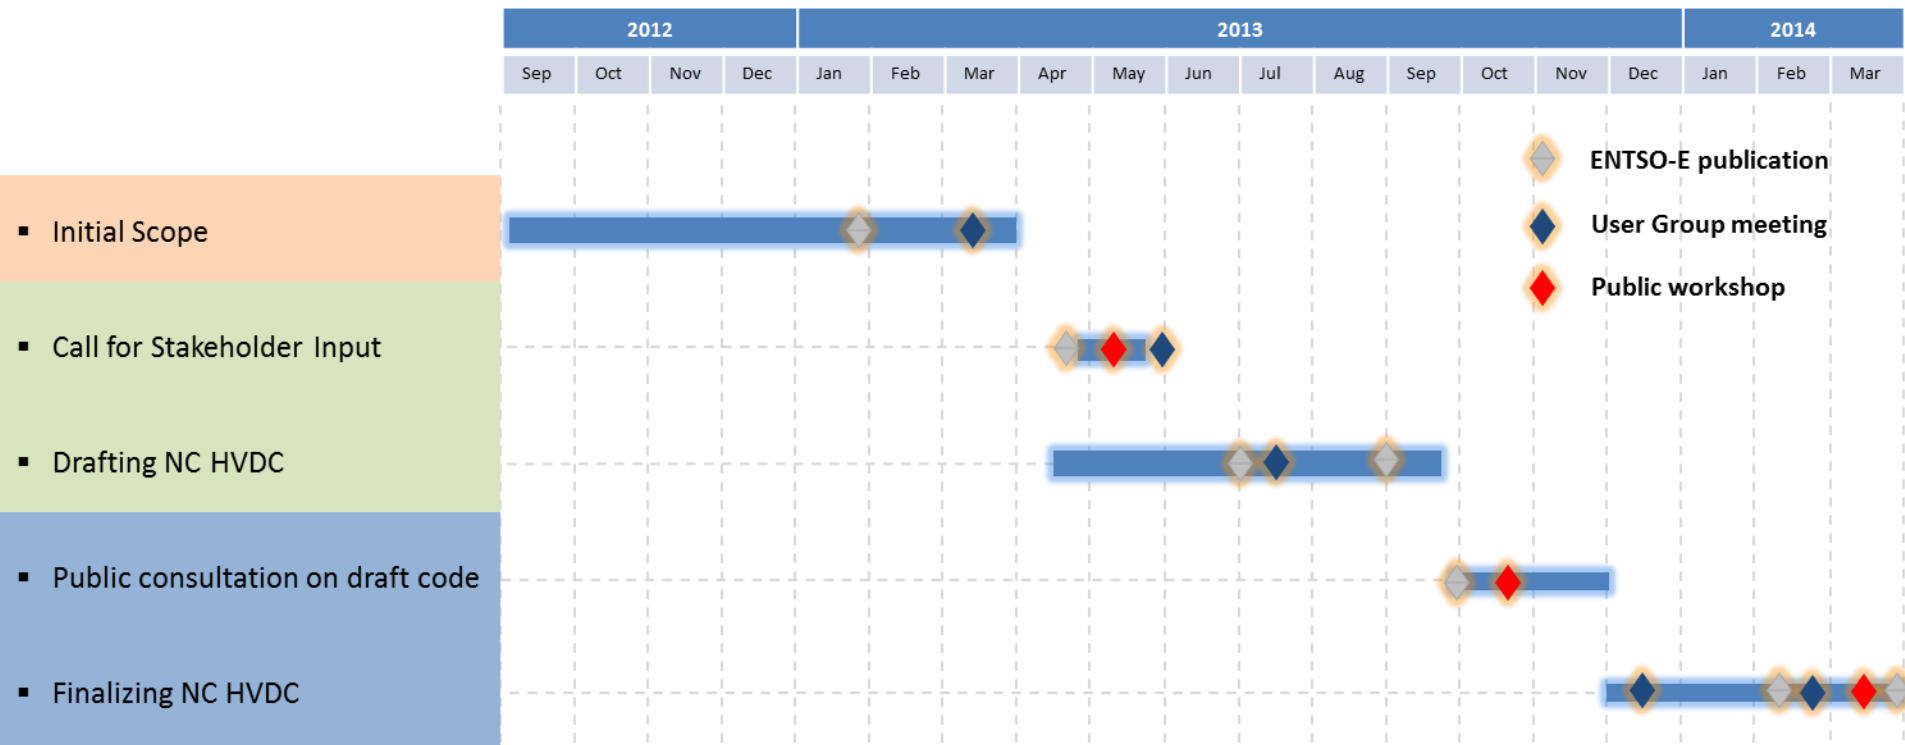 2012 2013 2014
Sep Oct Nov Dec Jan Feb Mar Apr May Jun Jul Aug Sep Oct Nov Dec Jan Feb Mar
ENTSO-E publication
User Group meeting
Public workshop
▪ Initial Scope
▪ Call for Stakeholder Input
▪ Drafting NC HVDC
▪ Public consultation on draft code
▪ Finalizing NC HVDC